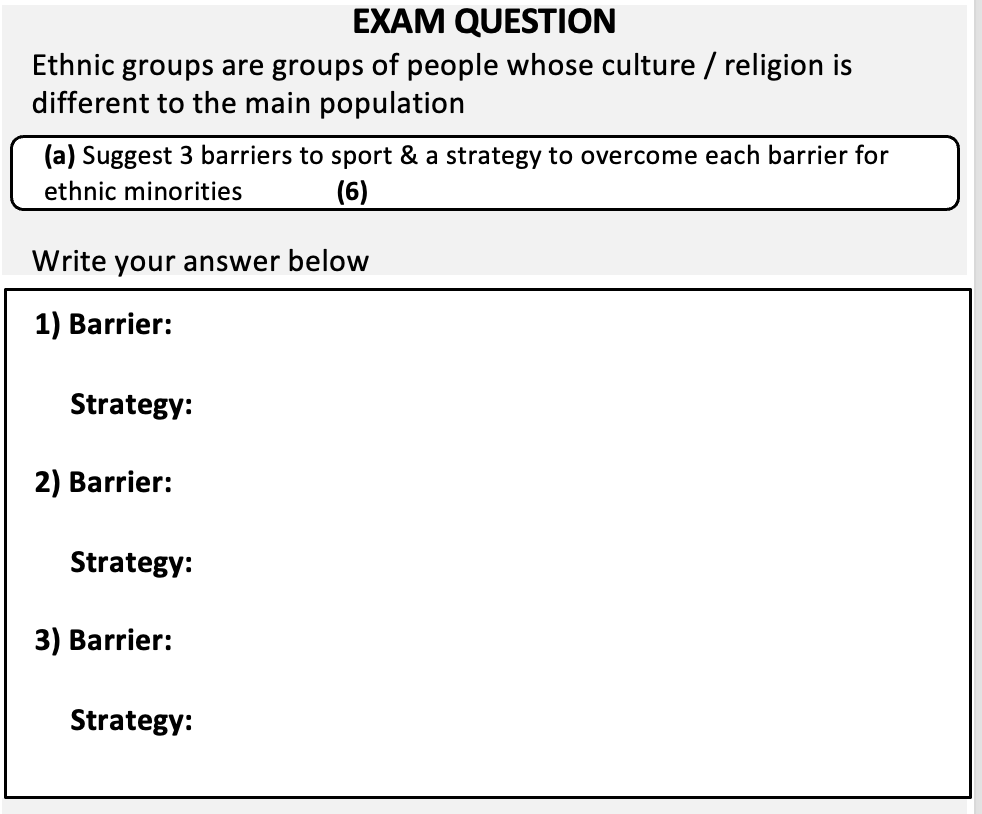 EXAM QUESTION
Ethnic groups are groups of people whose culture / religion is
different to the main population
(a) Suggest 3 barriers to sport & a strategy to overcome each barrier for
ethnic minorities (6)
Write your answer below
1) Barrier:
Strategy:
2) Barrier:
Strategy:
3) Barrier:
Strategy: